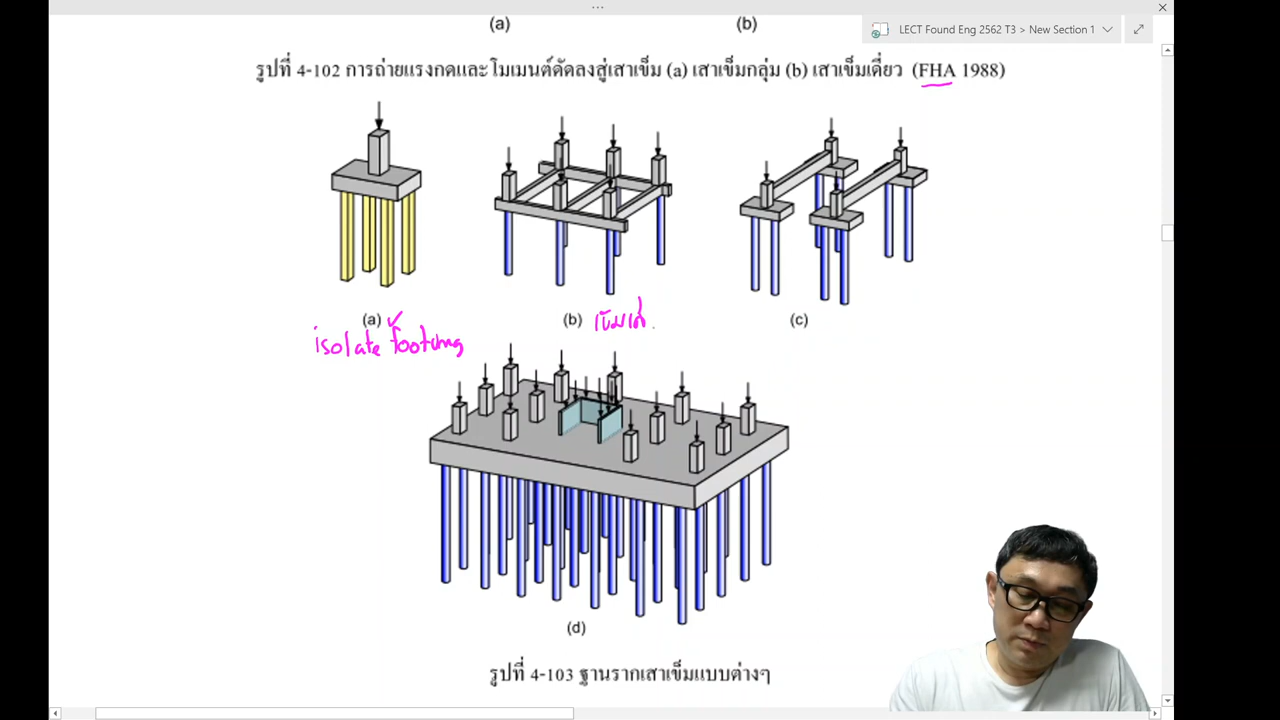 (a) (b)
LECT Found Eng 2562 T3 > New Section 1
รูปที่ 4-102 การถ่ายแรงกดและโมเมนต์ดัดลงสู่เสาเข็ม (a) เสาเข็มกลุ่ม (b) เสาเข็มเดี่ยว (FHA 1988)
(a) (b) (c)
isolate footing
(d)
รูปที่ 4-103 ฐานรากเสาเข็มแบบต่างๆ